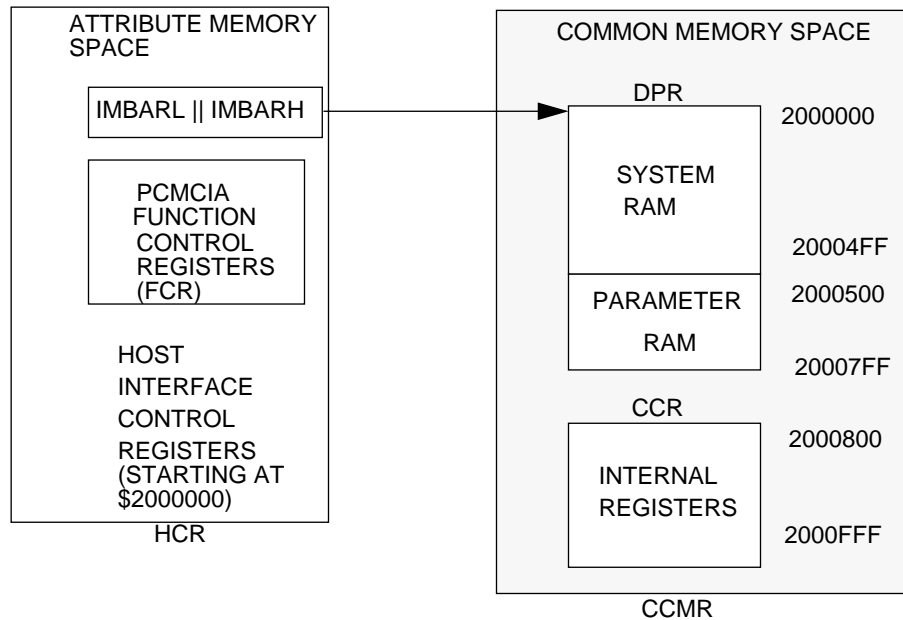 ATTRIBUTE MEMORY
SPACE
IMBARL || IMBARH
PCMCIA
FUNCTION
CONTROL
REGISTERS
(FCR)
HOST
INTERFACE
CONTROL
REGISTERS
(STARTING AT
$2000000)
HCR
COMMON MEMORY SPACE
DPR
2000000
SYSTEM
RAM
20004FF
PARAMETER
2000500
RAM
20007FF
CCR
2000800
INTERNAL
REGISTERS
2000FFF
CCMR